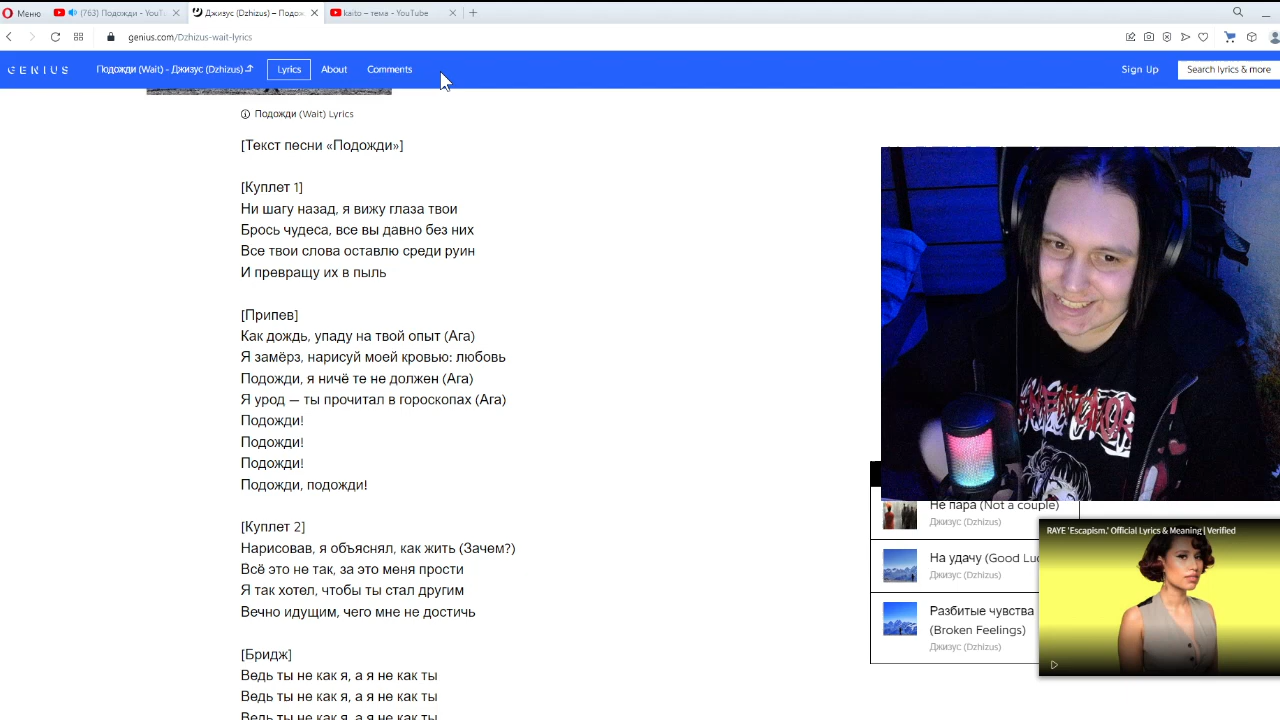 Меню
(763) Подожди - YouT
Джизус (Dzhizus) – Подож
kaito – тема - YouTube
genius.com/Dzhizus-wait-lyrics
GENIUS
Подожди (Wait) - Джизус (Dzhizus)
Lyrics
About
Comments
Sign Up
Search lyrics & more
Подожди (Wait) Lyrics
[Текст песни «Подожди»]
[Куплет 1]
Ни шагу назад, я вижу глаза твои
Брось чудеса, все вы давно без них
Все твои слова оставлю среди руин
И превращу их в пыль
[Припев]
Как дождь, упаду на твой опыт (Ага)
Я замёрз, нарисуй моей кровью: любовь
Подожди, я ничё те не должен (Ага)
Я урод — ты прочитал в гороскопах (Ага)
Подожди!
Подожди!
Подожди!
Подожди, подожди!
[Куплет 2]
Нарисовав, я объяснял, как жить (Зачем?)
Всё это не так, за это меня прости
Я так хотел, чтобы ты стал другим
Вечно идущим, чего мне не достичь
[Бридж]
Ведь ты не как я, а я не как ты
Ведь ты не как я, а я не как ты
Ведь ты не как я, а я не как ты
Не пара (Not a couple)
Джизус (Dzhizus)
На удачу (Good Luc
Джизус (Dzhizus)
Разбитые чувства
(Broken Feelings)
Джизус (Dzhizus)
RAYE 'Escapism.' Official Lyrics & Meaning | Verified